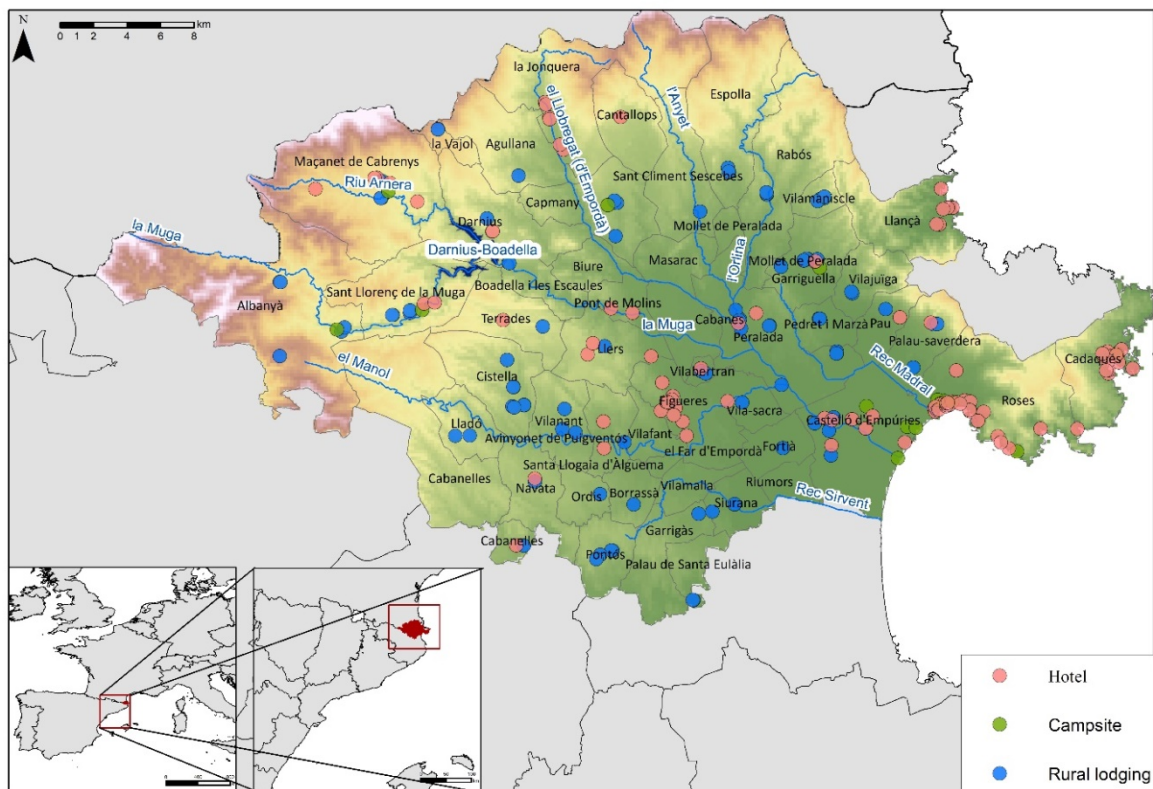 N
0 1 2 4 6 8
km
la Jonquera
el Llobregat (d'Empordà)
l'Anyet
Espolla
Cantallops
la Vajol
Agullana
Rabós
Maçanet de Cabrenys
Riu Arnera
Sant Climent Sescebes
Capmany
Vilamaniscle
Llançà
Darnius
Mollet de Peralada
l'Orlina
la Muga
Darnius-Boadella
Masarac
Mollet de Peralada
Biure
Garriguella
Vilajuïga
Albanyà
Sant Llorenç de la Muga
Boadella i les Escaules
Pont de Molins
Terrades
la Muga
Cabanes
Pedret i Marzà
Pau
Peralada
Palau-saverdera
Llers
el Manol
Cadaqués
Rec Madral
Vilabertran
Cistella
Roses
Figueres
Vila-sacra
Castelló d'Empúries
Lladó
Vilanant
Avinyonet de Puigventós
Vilafant
el Far d'Empordà
Fortià
Santa Llogaia d'Àlguema
Cabanelles
Navata
Vilamalla
Riumors
Ordis
Borrassà
Siurana
Rec Sirvent
Garrigàs
Cabanelles
Pontós
Palau de Santa Eulàlia
Hotel
Campsite
Rural lodging